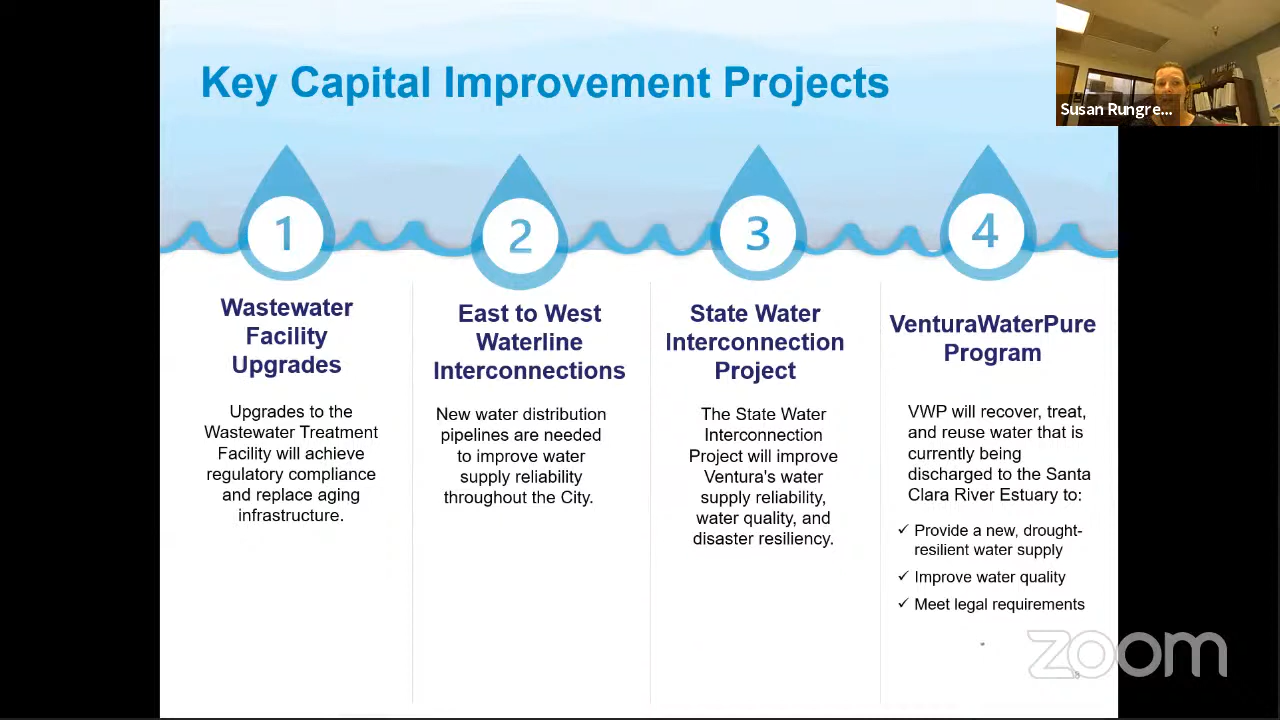 Key Capital Improvement Projects
Susan Rungre...
1
2
3
4
Wastewater
Facility
Upgrades
Upgrades to the
Wastewater Treatment
Facility will achieve
regulatory compliance
and replace aging
infrastructure.
East to West
Waterline
Interconnections
New water distribution
pipelines are needed
to improve water
supply reliability
throughout the City.
State Water
Interconnection
Project
The State Water
Interconnection
Project will improve
Ventura's water
supply reliability,
water quality, and
disaster resiliency.
VenturaWaterPure
Program
VWP will recover, treat,
and reuse water that is
currently being
discharged to the Santa
Clara River Estuary to:
✓ Provide a new, drought-
resilient water supply
✓ Improve water quality
✓ Meet legal requirements
zoom